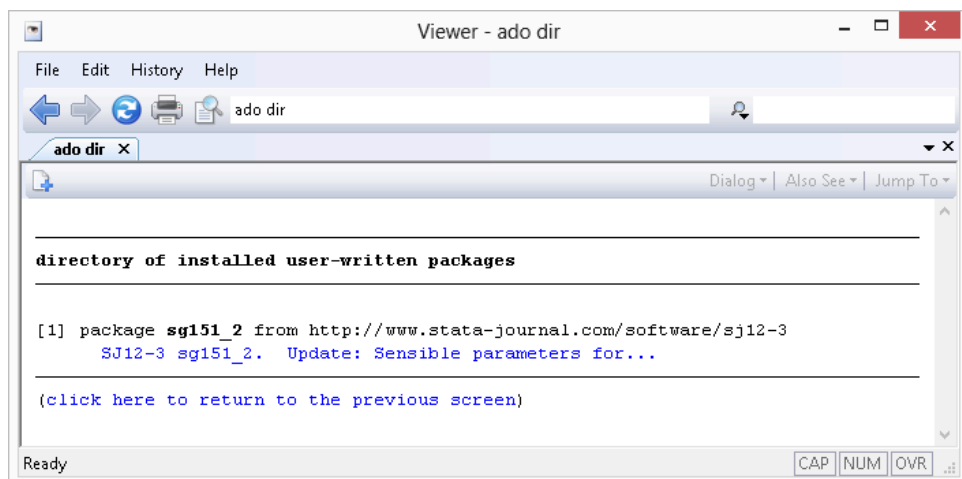 Viewer - ado dir
File Edit History Help
ado dir
ado dir X
Dialog Also See Jump To
directory of installed user-written packages
[1] package sg151_2 from http://www.stata-journal.com/software/sj12-3
SJ12-3 sg151_2. Update: Sensible parameters for...
(click here to return to the previous screen)
Ready CAP NUM OVR